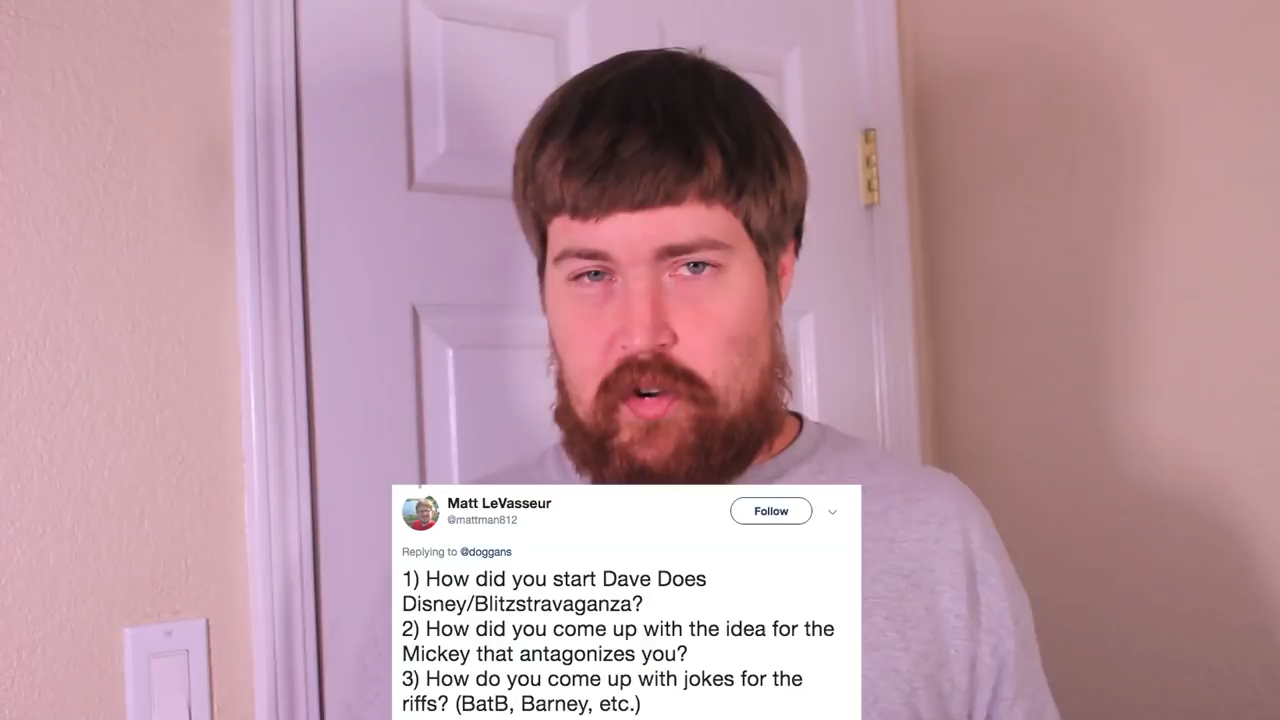 Matt LeVasseur
@mattman812
Follow
Replying to @doggans
1) How did you start Dave Does
Disney/Blitzstravaganza?
2) How did you come up with the idea for the
Mickey that antagonizes you?
3) How do you come up with jokes for the
riffs? (BatB, Barney, etc.)